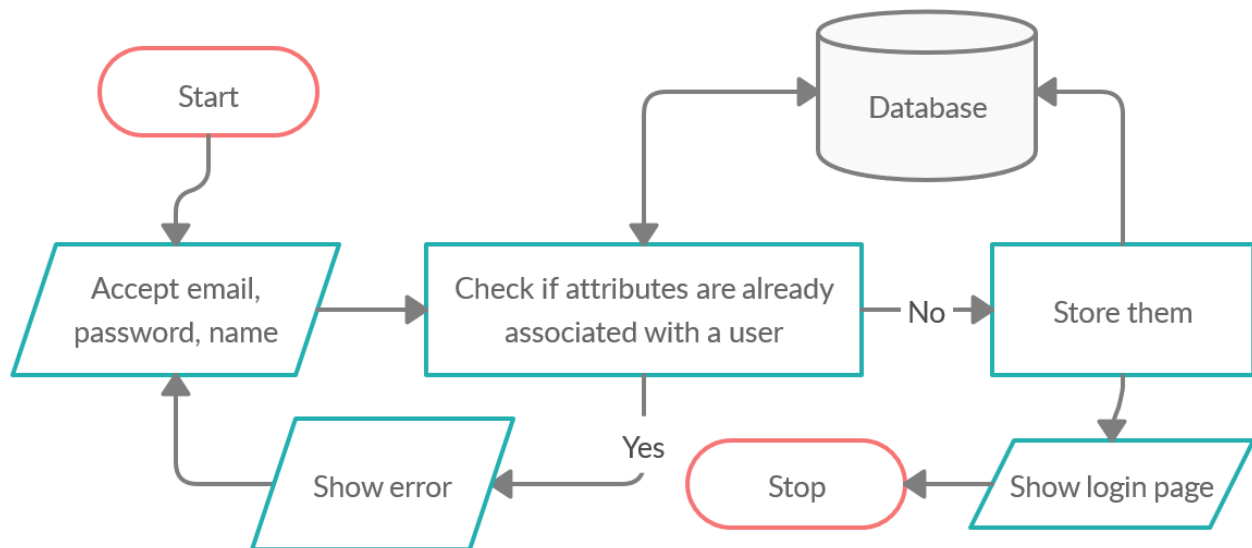 Start
Database
Accept email,
password, name
Check if attributes are already
associated with a user
No
Store them
Yes
Show error
Stop
Show login page